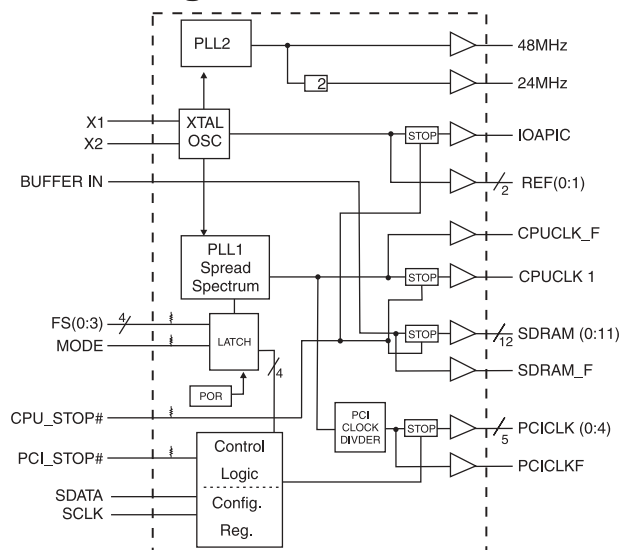 PLL2
48MHz
2
24MHz
X1
X2
XTAL
OSC
STOP
IOAPIC
BUFFER IN
2
REF(0:1)
CPUCLK_F
PLL1
Spread
Spectrum
STOP
CPUCLK 1
FS(0:3)
4
MODE
LATCH
4
STOP
12
SDRAM (0:11)
SDRAM_F
POR
CPU_STOP#
PCI_STOP#
PCI
CLOCK
DIVDER
STOP
5
PCICLK (0:4)
PCICLKF
Control
Logic
SDATA
SCLK
Config.
Reg.